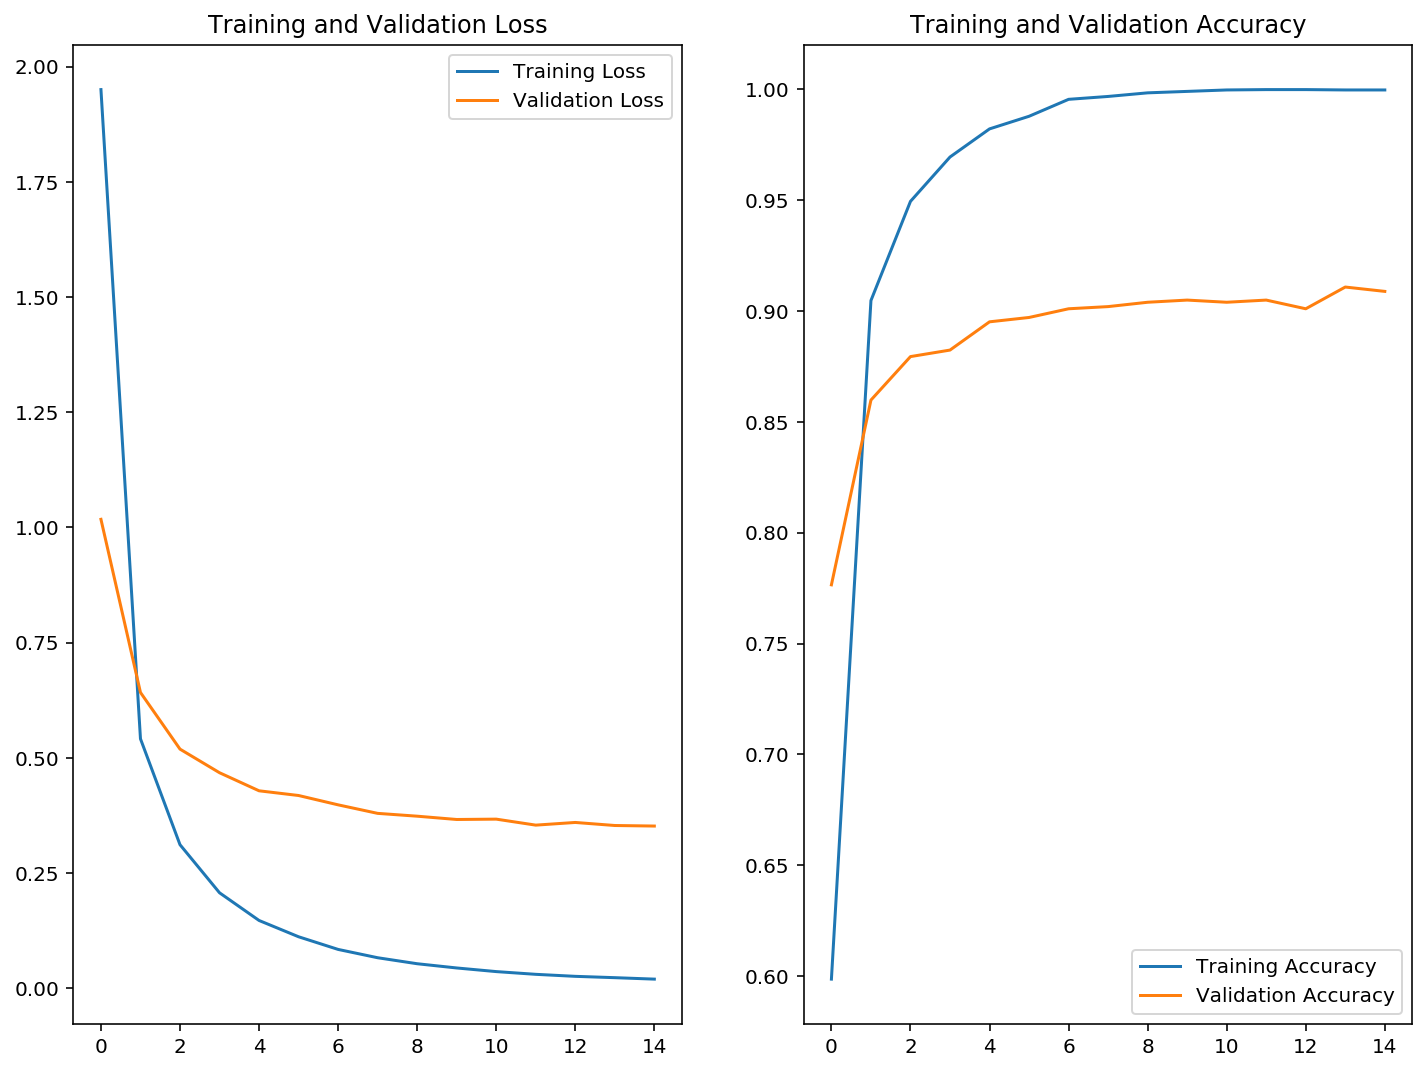 Training and Validation Loss
2.00
1.75
1.50
1.25
1.00
0.75
0.50
0.25
0.00
0 2 4 6 8 10 12 14
Training Loss
Validation Loss
Training and Validation Accuracy
1.00
0.95
0.90
0.85
0.80
0.75
0.70
0.65
0.60
0 2 4 6 8 10 12 14
Training Accuracy
Validation Accuracy